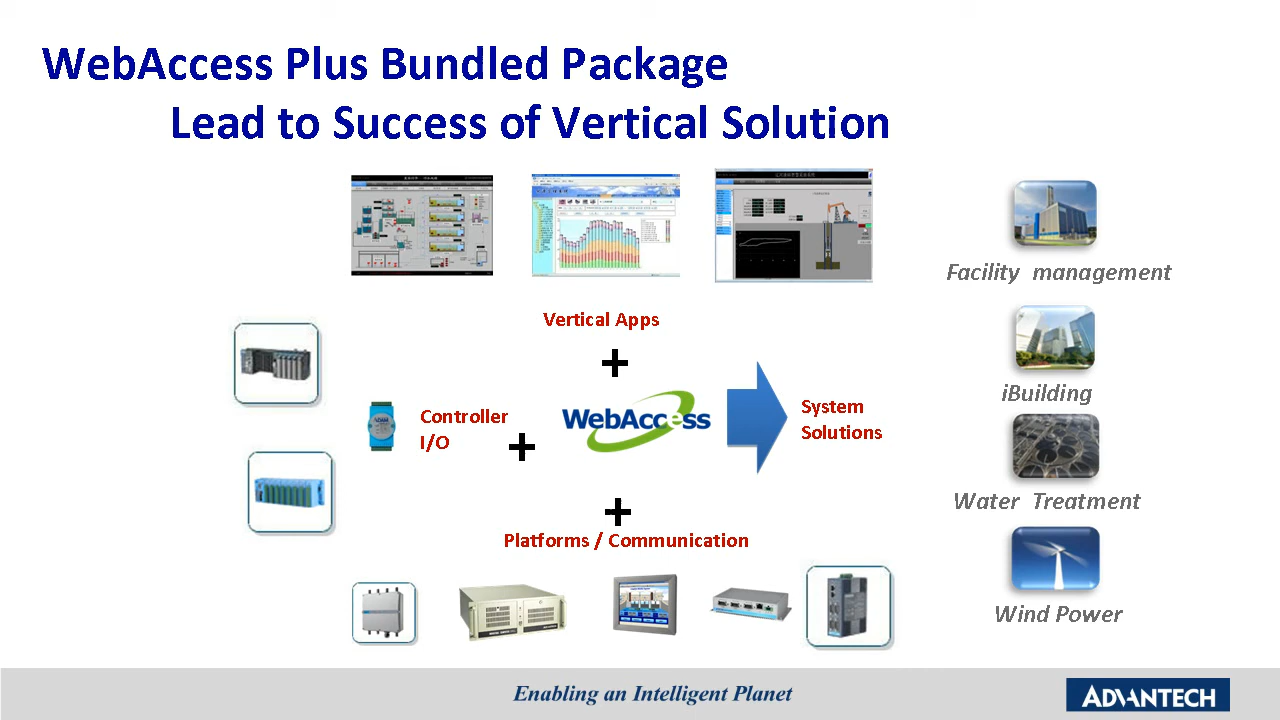 WebAccess Plus Bundled Package
Lead to Success of Vertical Solution
Facility management
Vertical Apps
+
iBuilding
Controller
I/O
+
WebAccess
System
Solutions
Water Treatment
+
Platforms / Communication
Wind Power
Enabling an Intelligent Planet
ADVANTECH